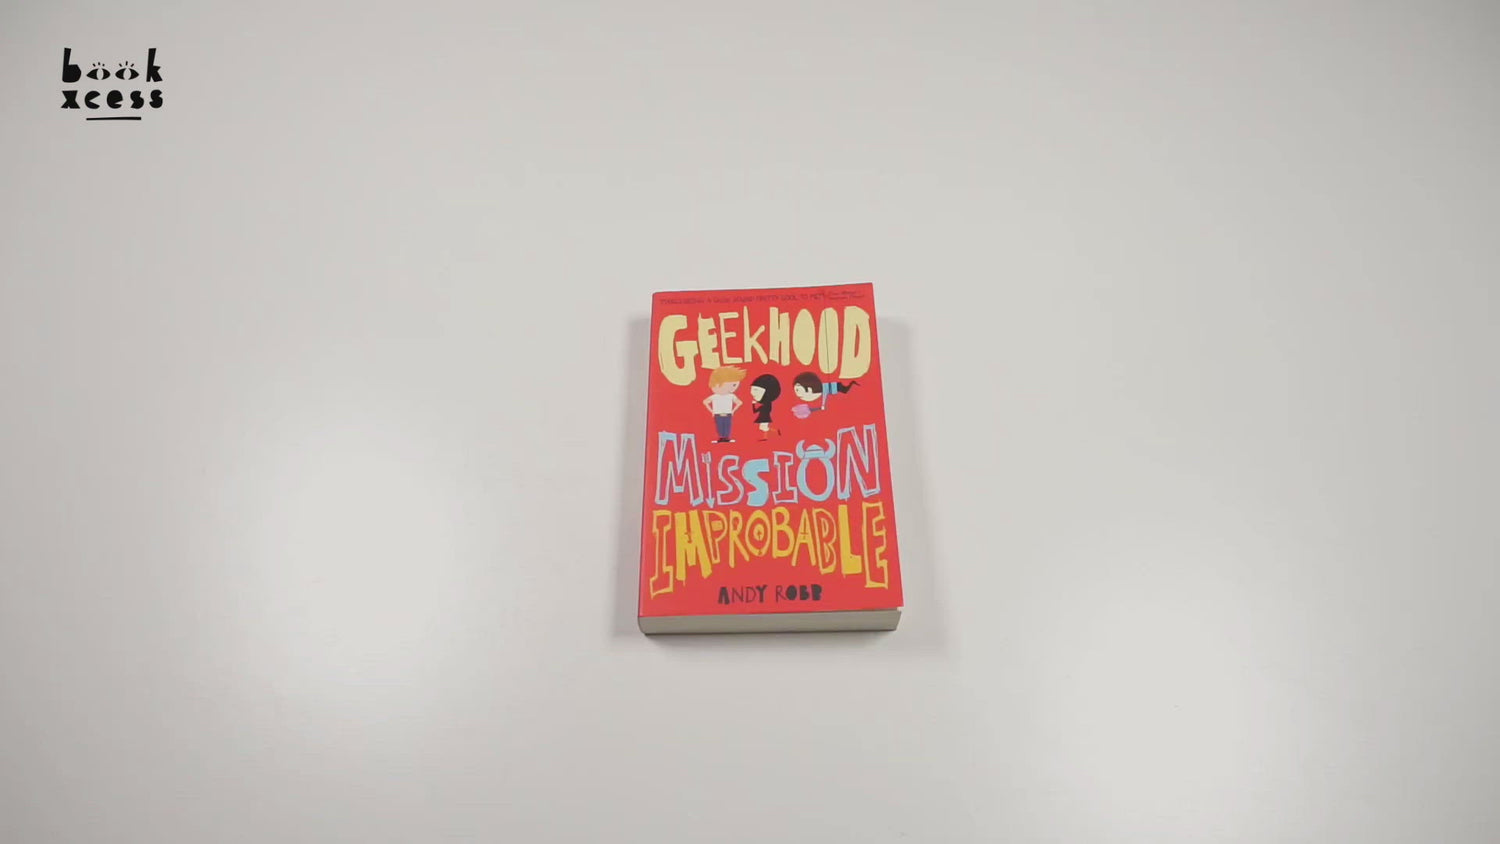 book
xcess
GEEKHOOD
MISSION
IMPROBABLE
ANDY ROBB